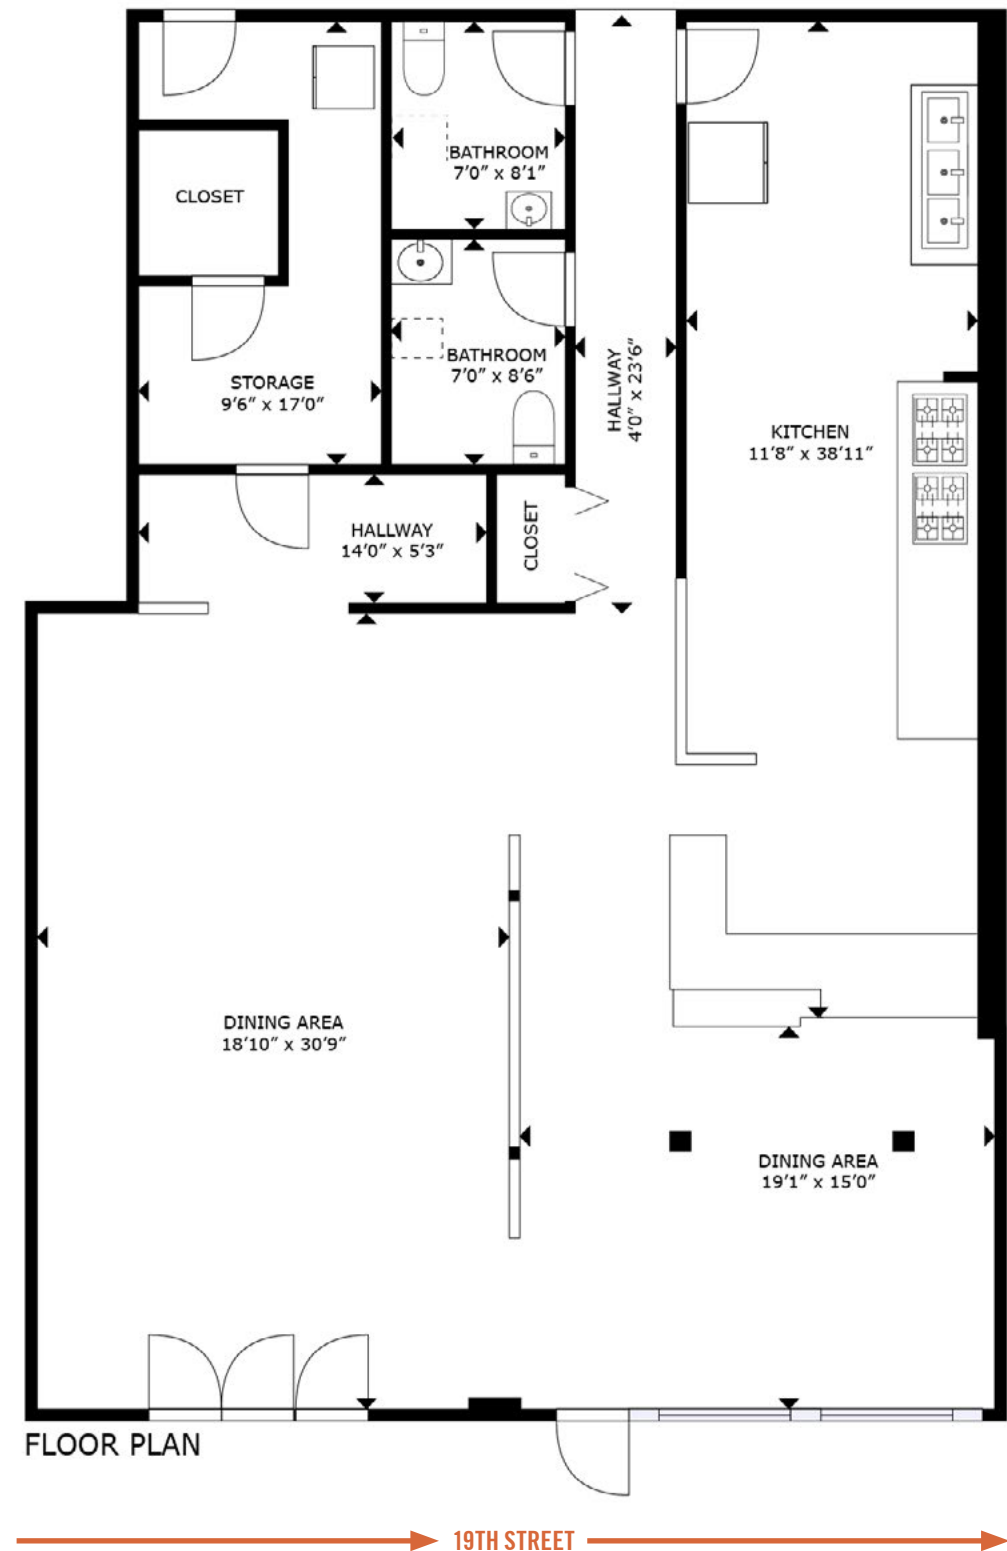 BATHROOM
7'0" x 8'1"
CLOSET
BATHROOM
7'0" x 8'6"
STORAGE
9'6" x 17'0"
HALLWAY
4'0" x 23'6"
KITCHEN
11'8" x 38'11"
HALLWAY
14'0" x 5'3"
CLOSET
DINING AREA
18'10" x 30'9"
DINING AREA
19'1" x 15'0"
FLOOR PLAN
19TH STREET